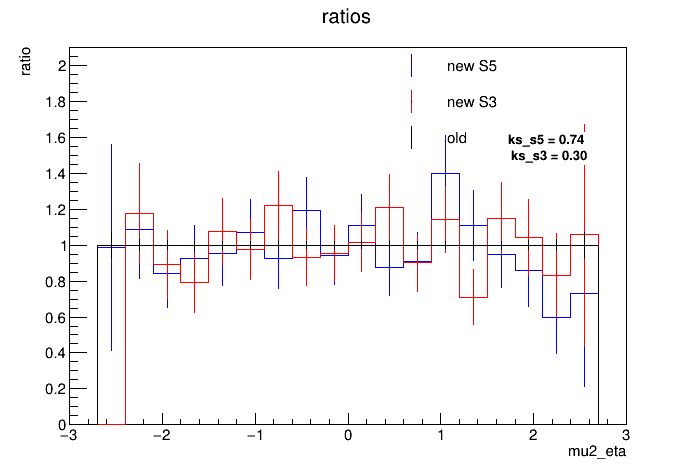 ratios
ratio
new S5
new S3
old
ks_s5 = 0.74
ks_s3 = 0.30
2
1.8
1.6
1.4
1.2
1
0.8
0.6
0.4
0.2
0
−3
−2
−1
0
1
2
3
mu2_eta